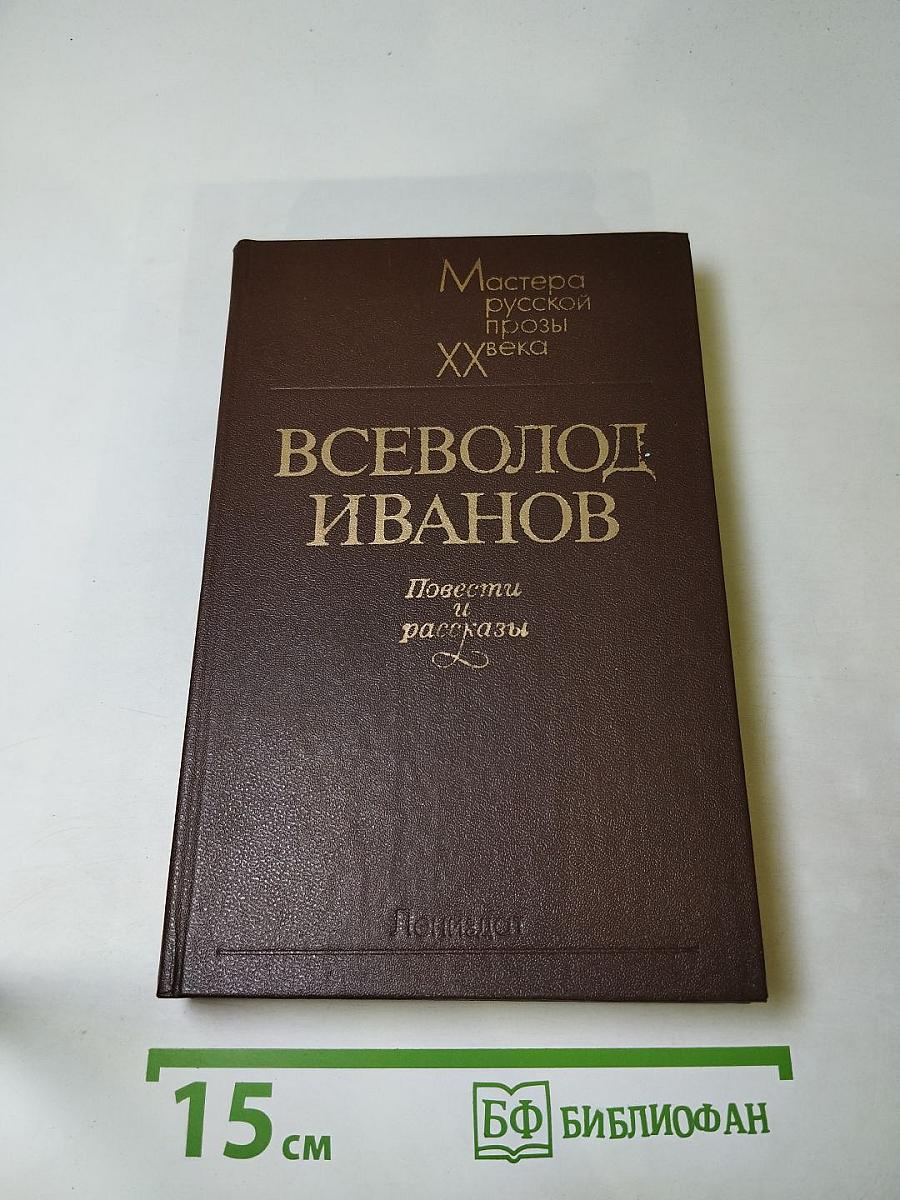 Мастера
русской
прозы
XX века
ВСЕВОЛОД
ИВАНОВ
Повести
и
рассказы
Лениздат
15 см
БФ БИБЛИОФАН